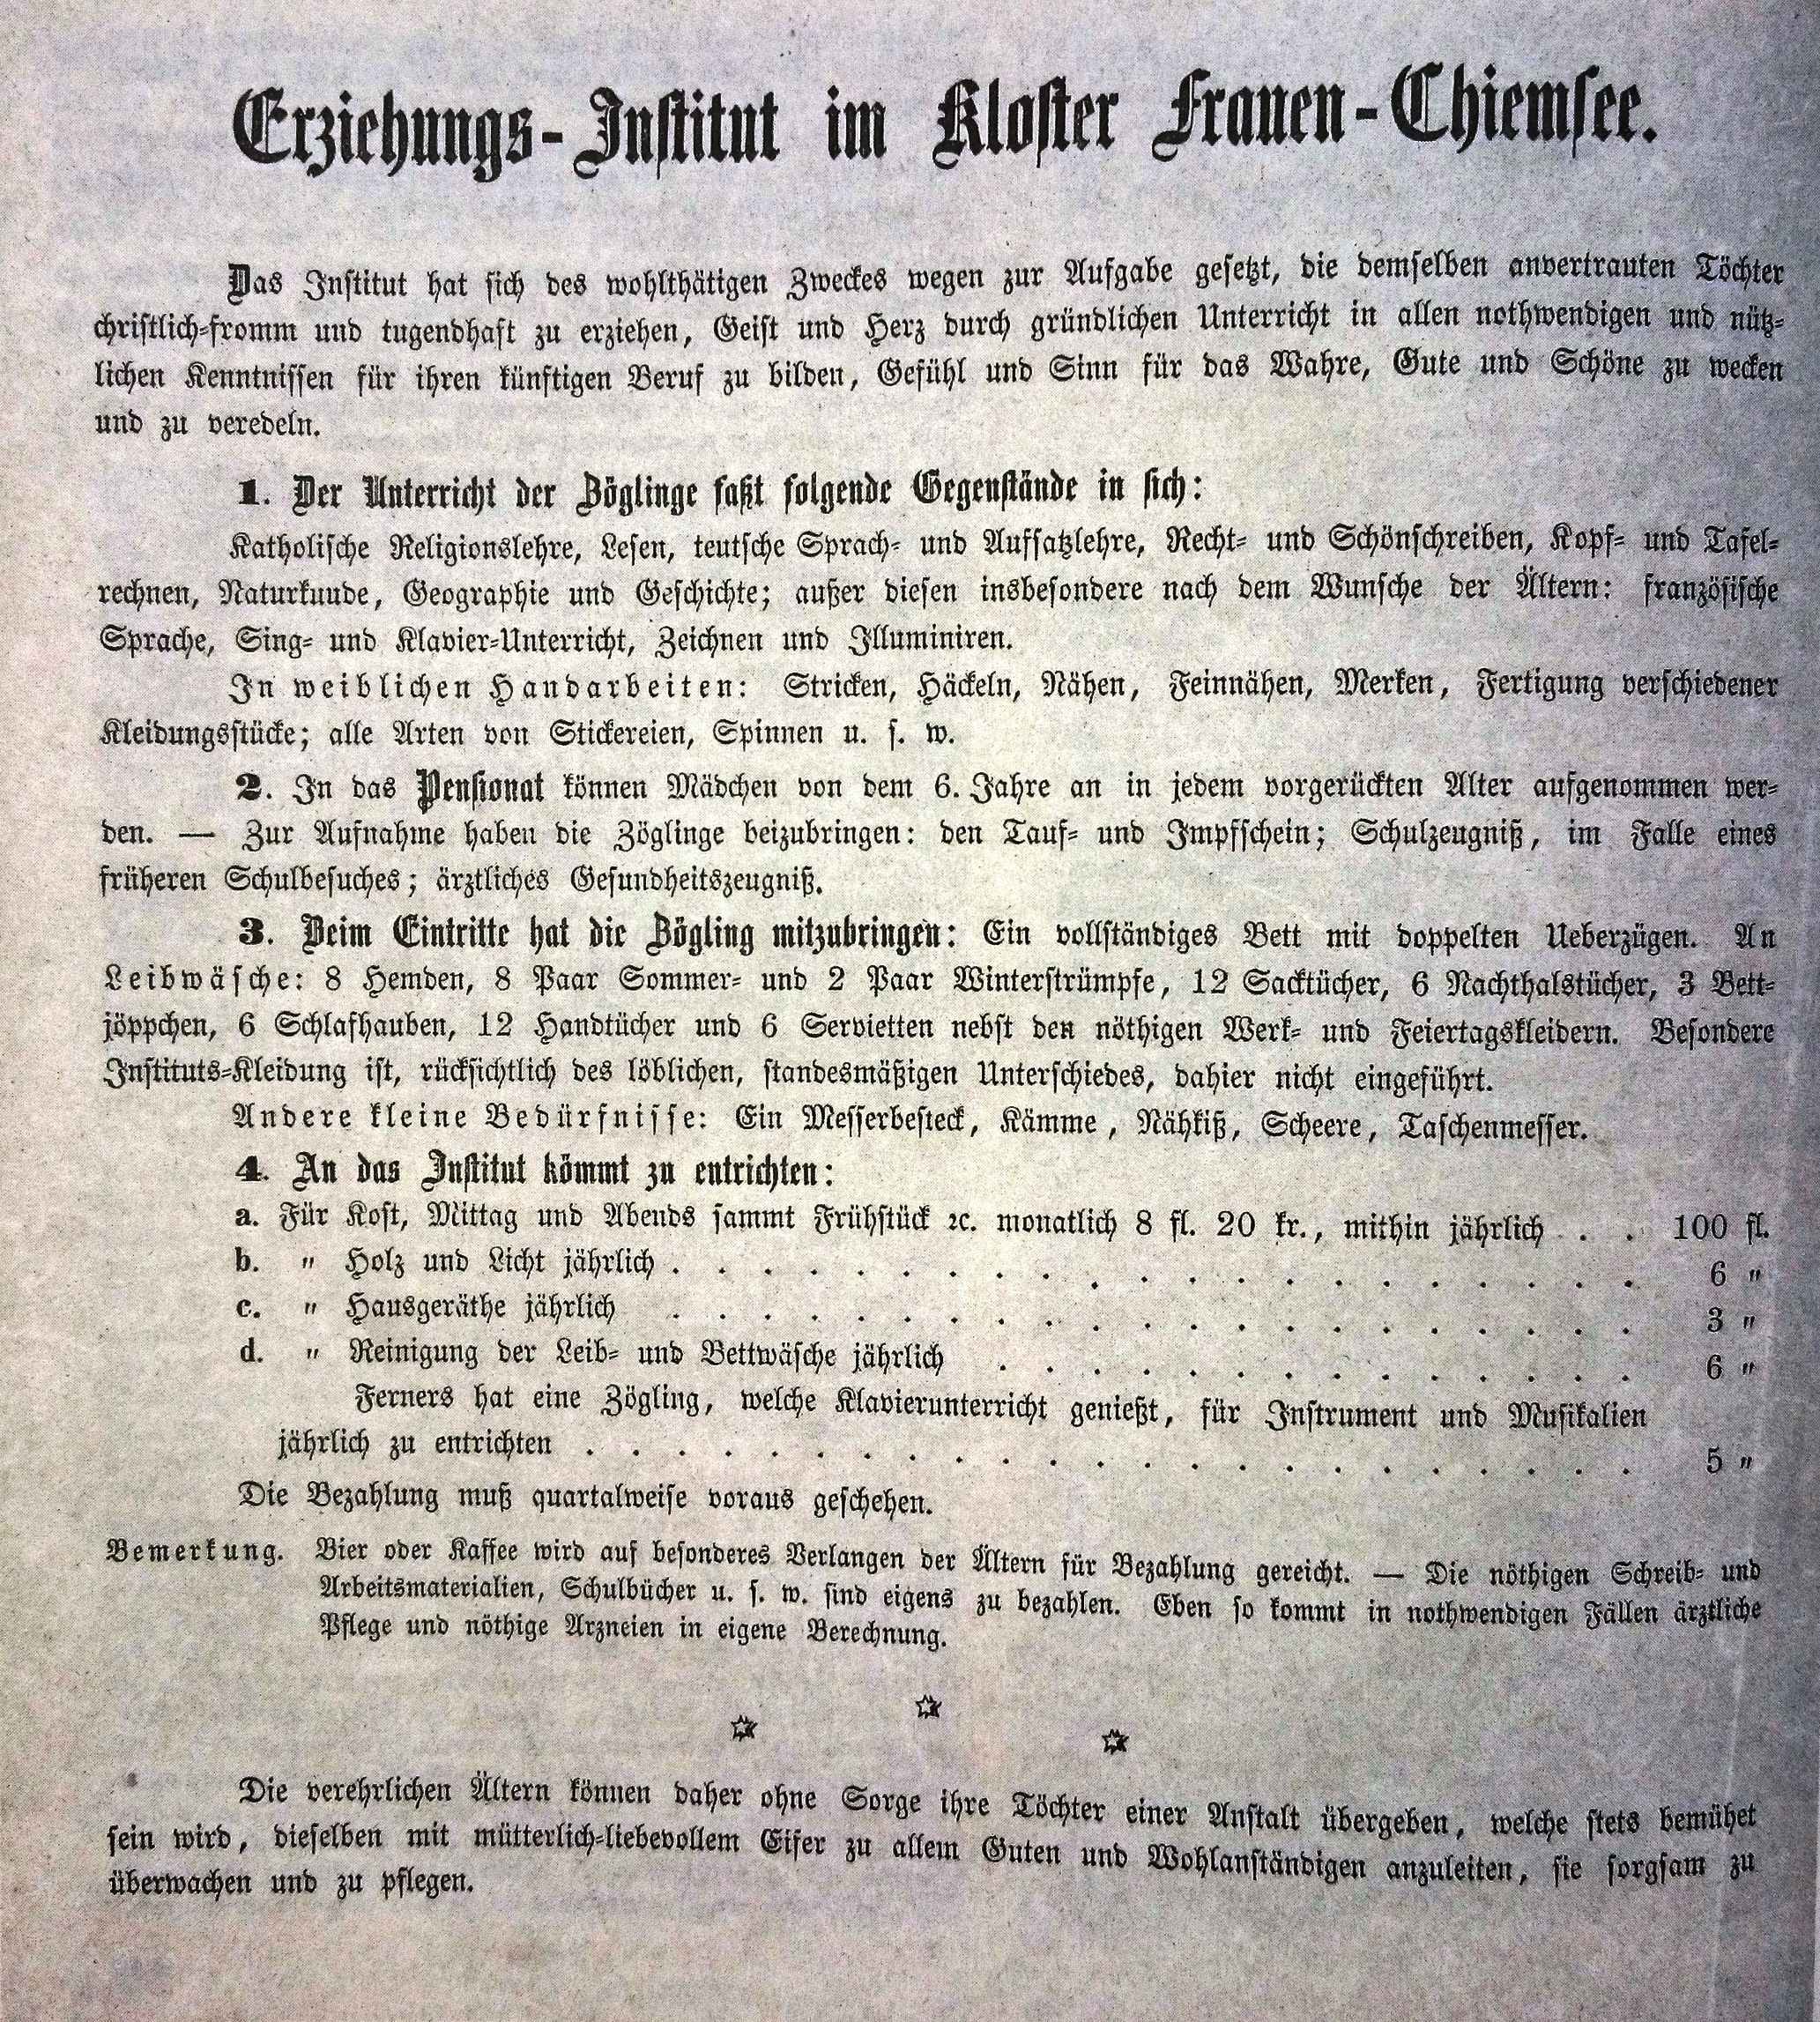 Erziehungs-Institut im Kloster Frauen-Chiemsee.
Das Institut hat sich des wohlthätigen Zweckes wegen zur Aufgabe gesetzt, die demselben anvertrauten Töchter
christlich-fromm und tugendhaft zu erziehen, Geist und Herz durch gründlichen Unterricht in allen nothwendigen und nütz-
lichen Kenntnissen für ihren künftigen Beruf zu bilden, Gefühl und Sinn für das Wahre, Gute und Schöne zu wecken
und zu veredeln.
1. Der Unterricht der Zöglinge faßt folgende Gegenstände in sich:
Katholische Religionslehre, Lesen, teutsche Sprach- und Aufsatzlehre, Recht- und Schönschreiben, Kopf- und Tafel-
rechnen, Naturkunde, Geographie und Geschichte; außer diesen insbesondere nach dem Wunsche der Ältern: französische
Sprache, Sing- und Klavier-Unterricht, Zeichnen und Illuminiren.
In weiblichen Handarbeiten: Stricken, Häckeln, Nähen, Feinnähen, Merken, Fertigung verschiedener
Kleidungsstücke; alle Arten von Stickereien, Spinnen u. s. w.
2. In das Pensionat können Mädchen von dem 6. Jahre an in jedem vorgerückten Alter aufgenommen wer-
den. — Zur Aufnahme haben die Zöglinge beizubringen: den Tauf- und Impfschein; Schulzeugniß, im Falle eines
früheren Schulbesuches; ärztliches Gesundheitszeugniß.
3. Beim Eintritte hat die Zögling mitzubringen: Ein vollständiges Bett mit doppelten Ueberzügen. An
Leibwäsche: 8 Hemden, 8 Paar Sommer- und 2 Paar Winterstrümpfe, 12 Sacktücher, 6 Nachthalstücher, 3 Bett-
jöppchen, 6 Schlafhauben, 12 Handtücher und 6 Servietten nebst den nöthigen Werk- und Feiertagskleidern. Besondere
Instituts-Kleidung ist, rücksichtlich des löblichen, standesmäßigen Unterschiedes, dahier nicht eingeführt.
Andere kleine Bedürfnisse: Ein Messerbesteck, Kämme, Nähkiß, Scheere, Taschenmesser.
4. An das Institut kömmt zu entrichten:
a. Für Kost, Mittag und Abends sammt Frühstück ꝛc. monatlich 8 fl. 20 kr., mithin jährlich . . 100 fl.
b. " Holz und Licht jährlich . . . . . . . . . . . . . . . . . . . . . 6 "
c. " Hausgeräthe jährlich . . . . . . . . . . . . . . . . . . . . . 3 "
d. " Reinigung der Leib- und Bettwäsche jährlich . . . . . . . . . . . . . . 6 "
Ferners hat eine Zögling, welche Klavierunterricht genießt, für Instrument und Musikalien
jährlich zu entrichten . . . . . . . . . . . . . . . . . . . . . . . 5 "
Die Bezahlung muß quartalweise voraus geschehen.
Bemerkung. Bier oder Kaffee wird auf besonderes Verlangen der Ältern für Bezahlung gereicht. — Die nöthigen Schreib- und
Arbeitsmaterialien, Schulbücher u. s. w. sind eigens zu bezahlen. Eben so kommt in nothwendigen Fällen ärztliche
Pflege und nöthige Arzneien in eigene Berechnung.
Die verehrlichen Ältern können daher ohne Sorge ihre Töchter einer Anstalt übergeben, welche stets bemühet
sein wird, dieselben mit mütterlich-liebevollem Eifer zu allem Guten und Wohlanständigen anzuleiten, sie sorgsam zu
überwachen und zu pflegen.